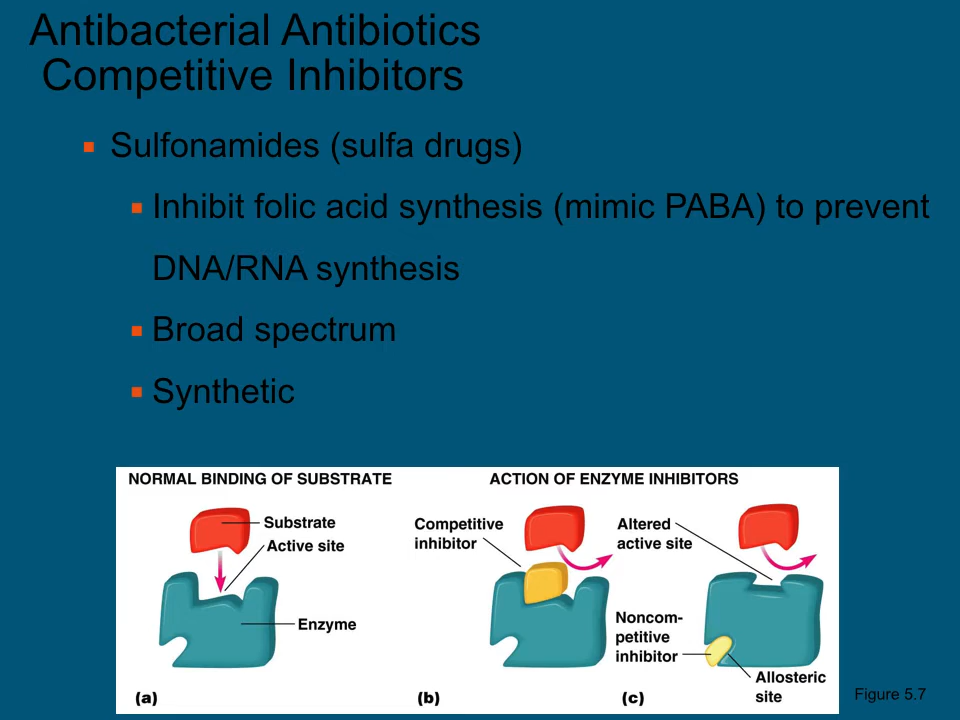 Antibacterial Antibiotics
Competitive Inhibitors
Sulfonamides (sulfa drugs)
Inhibit folic acid synthesis (mimic PABA) to prevent
DNA/RNA synthesis
Broad spectrum
Synthetic
NORMAL BINDING OF SUBSTRATE
Substrate
Active site
Enzyme
(a)
ACTION OF ENZYME INHIBITORS
Competitive
inhibitor
(b)
Altered
active site
Noncom-
petitive
inhibitor
Allosteric
site
(c)
Figure 5.7